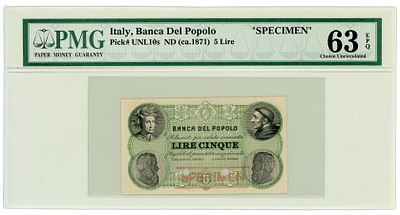 PMG
PAPER MONEY GUARANTY
Italy, Banca Del Popolo "SPECIMEN"
Pick# UNL10s ND (ca.1871) 5 Lire
63 EPQ
Choice Uncirculated
BANCA DEL POPOLO
LIRE CINQUE
SPECIMEN